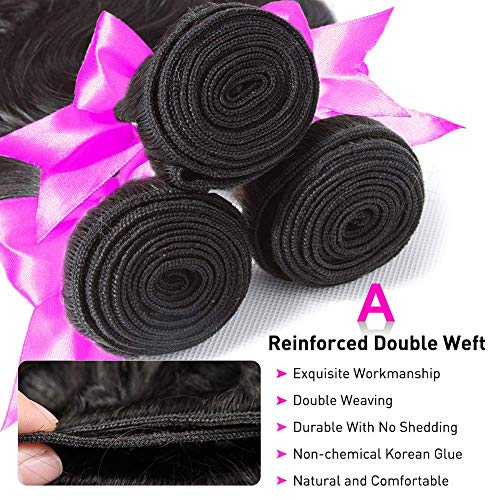 A
Reinforced Double Weft
Exquisite Workmanship
Double Weaving
Durable With No Shedding
Non-chemical Korean Glue
Natural and Comfortable